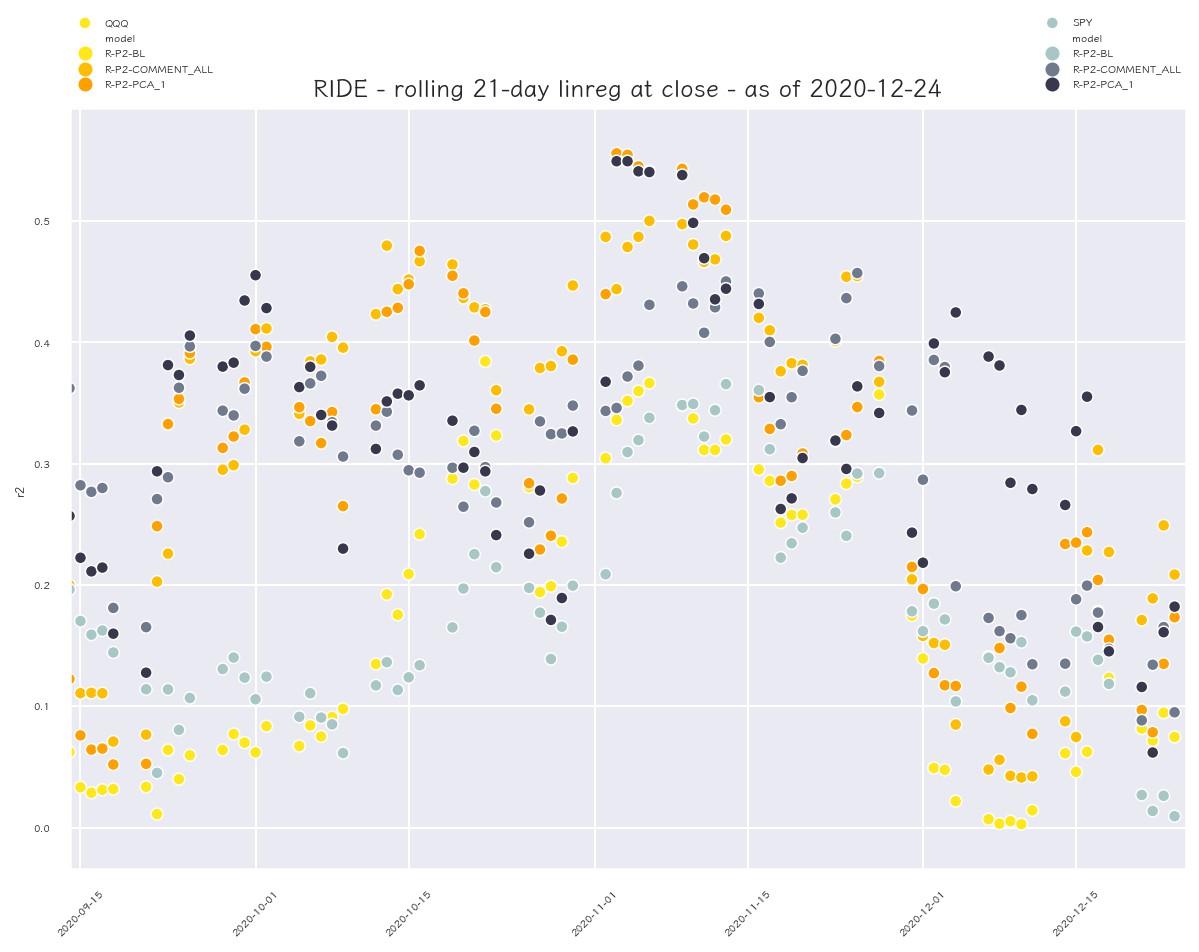 QQQ
model
R-P2-BL
R-P2-COMMENT_ALL
R-P2-PCA_1
SPY
model
R-P2-BL
R-P2-COMMENT_ALL
R-P2-PCA_1
RIDE - rolling 21-day linreg at close - as of 2020-12-24
0.5
0.4
0.3
0.2
0.1
0.0
r2
2020-09-15
2020-10-01
2020-10-15
2020-11-01
2020-11-15
2020-12-01
2020-12-15